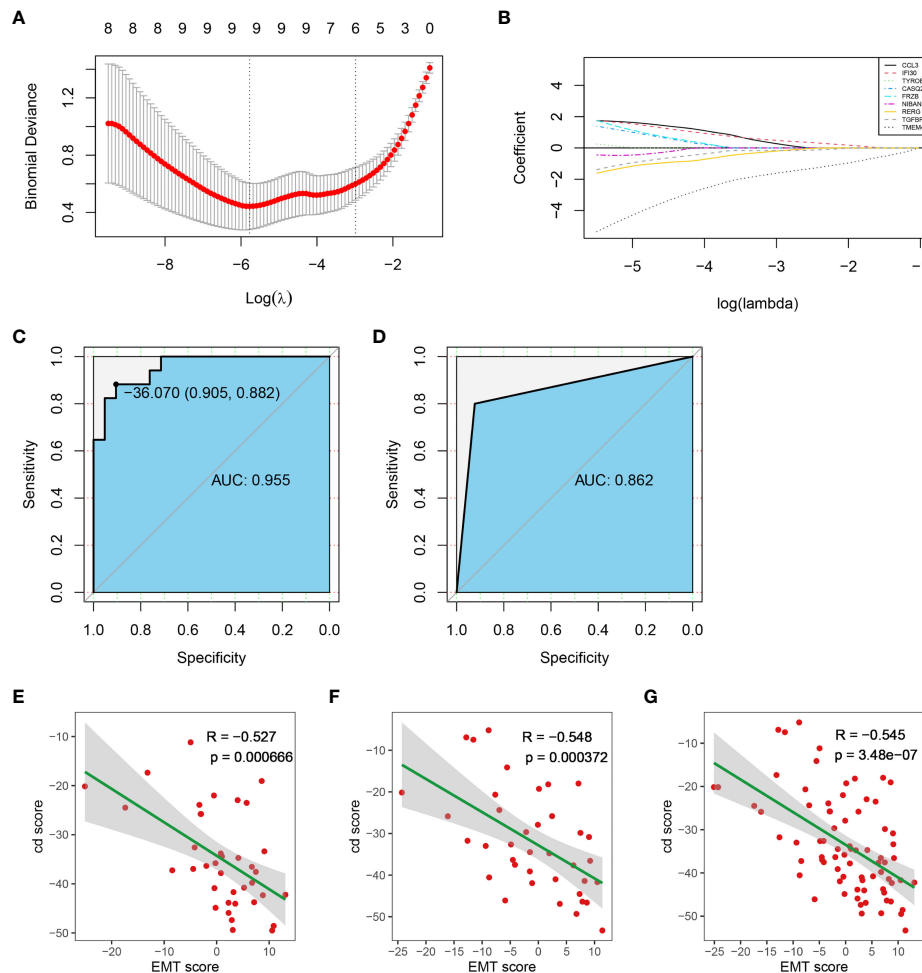 A
8 8 8 9 9 9 9 9 9 7 6 5 3 0
Binomial Deviance
0.4 0.8 1.2
−8 −6 −4 −2
Log(λ)
B
Coefficient
−4 −2 0 2 4
−5 −4 −3 −2 −1
log(lambda)
CCL3
IFI30
CASQ2
FRZB
NIBAN
RERG
TGFBR
C
Sensitivity
0.0 0.2 0.4 0.6 0.8 1.0
−36.070 (0.905, 0.882)
AUC: 0.955
1.0 0.8 0.6 0.4 0.2 0.0
Specificity
D
Sensitivity
0.0 0.2 0.4 0.6 0.8 1.0
AUC: 0.862
1.0 0.8 0.6 0.4 0.2 0.0
Specificity
E
R = −0.527
p = 0.000666
cd score
−10
−20
−30
−40
−50
−20 −10 0 10
EMT score
F
R = −0.548
p = 0.000372
cd score
−10
−20
−30
−40
−50
−25 −20 −15 −10 −5 0 5 10
EMT score
G
R = −0.545
p = 3.48e−07
cd score
−10
−20
−30
−40
−50
−25 −20 −15 −10 −5 0 5 10
EMT score